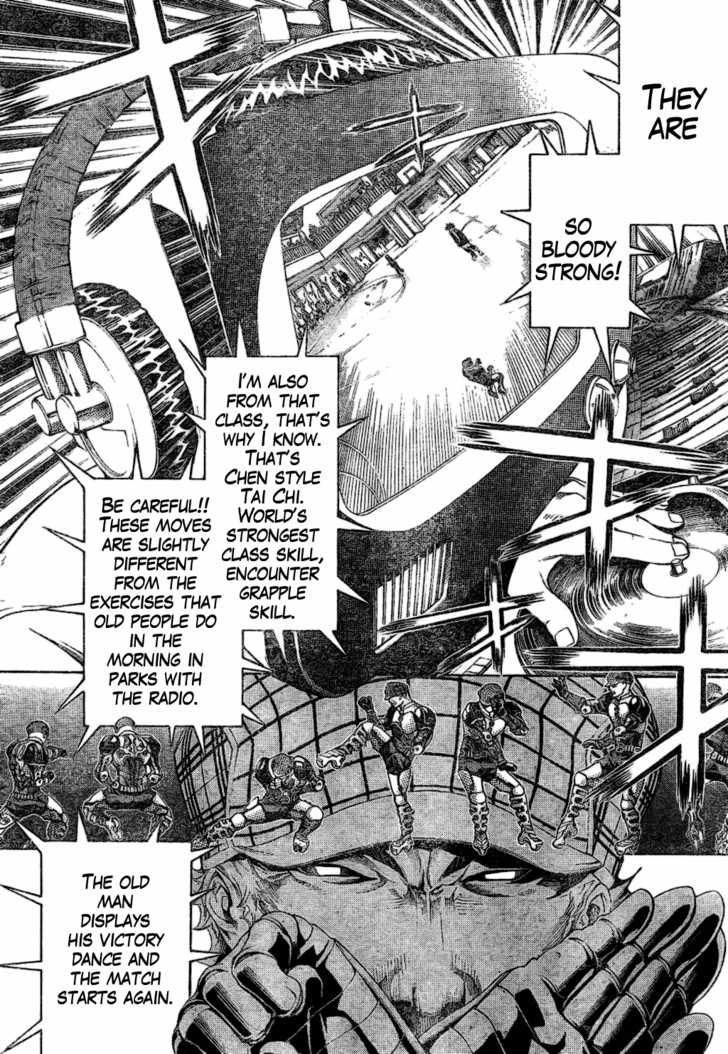 THEY
ARE
SO
BLOODY
STRONG!
I'M ALSO
FROM THAT
CLASS, THAT'S
WHY I KNOW.
THAT'S
CHEN STYLE
TAI CHI.
WORLD'S
STRONGEST
CLASS SKILL,
ENCOUNTER
GRAPPLE
SKILL.
BE CAREFUL!!
THESE MOVES
ARE SLIGHTLY
DIFFERENT
FROM THE
EXERCISES THAT
OLD PEOPLE DO
IN THE
MORNING IN
PARKS WITH
THE RADIO.
THE OLD
MAN
DISPLAYS
HIS VICTORY
DANCE AND
THE MATCH
STARTS AGAIN.